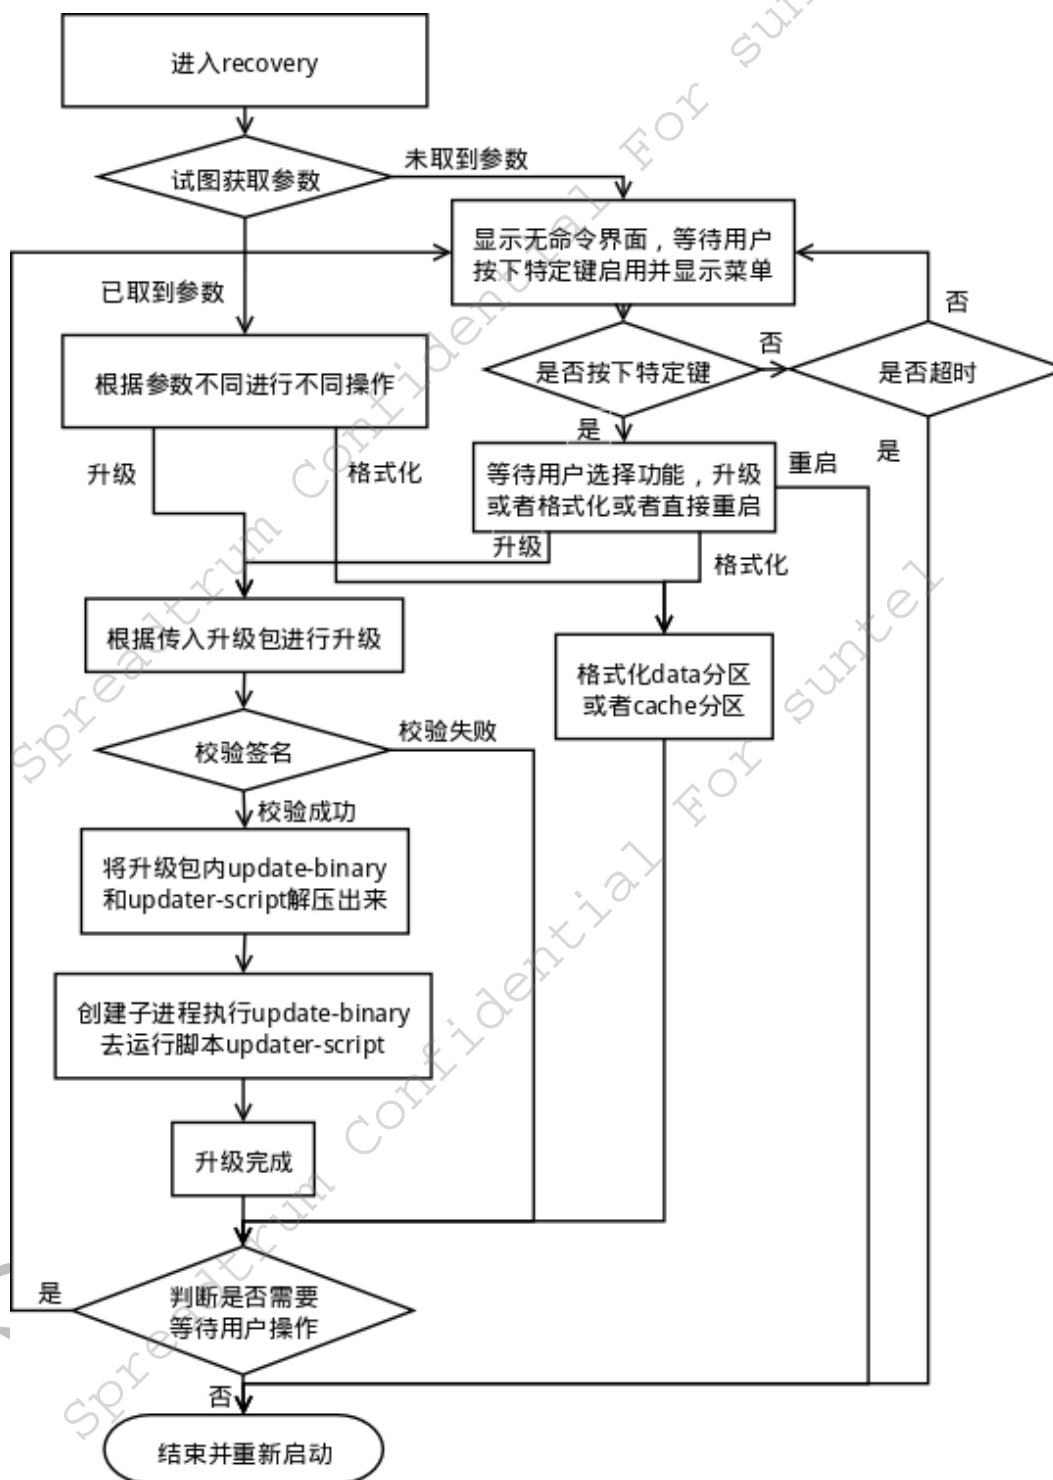 进入recovery
试图获取参数
未取到参数
显示无命令界面，等待用户
按下特定键启用并显示菜单
已取到参数
否
根据参数不同进行不同操作
是否按下特定键
否
是否超时
是
是
升级
格式化
等待用户选择功能，升级
或者格式化或者直接重启
重启
升级
格式化
根据传入升级包进行升级
格式化data分区
或者cache分区
校验签名
校验失败
校验成功
将升级包内update-binary
和updater-script解压出来
创建子进程执行update-binary
去运行脚本updater-script
升级完成
是
判断是否需要
等待用户操作
否
结束并重新启动
Spreadtrum Confidential For sun
Spreadtrum Confidential For suntel